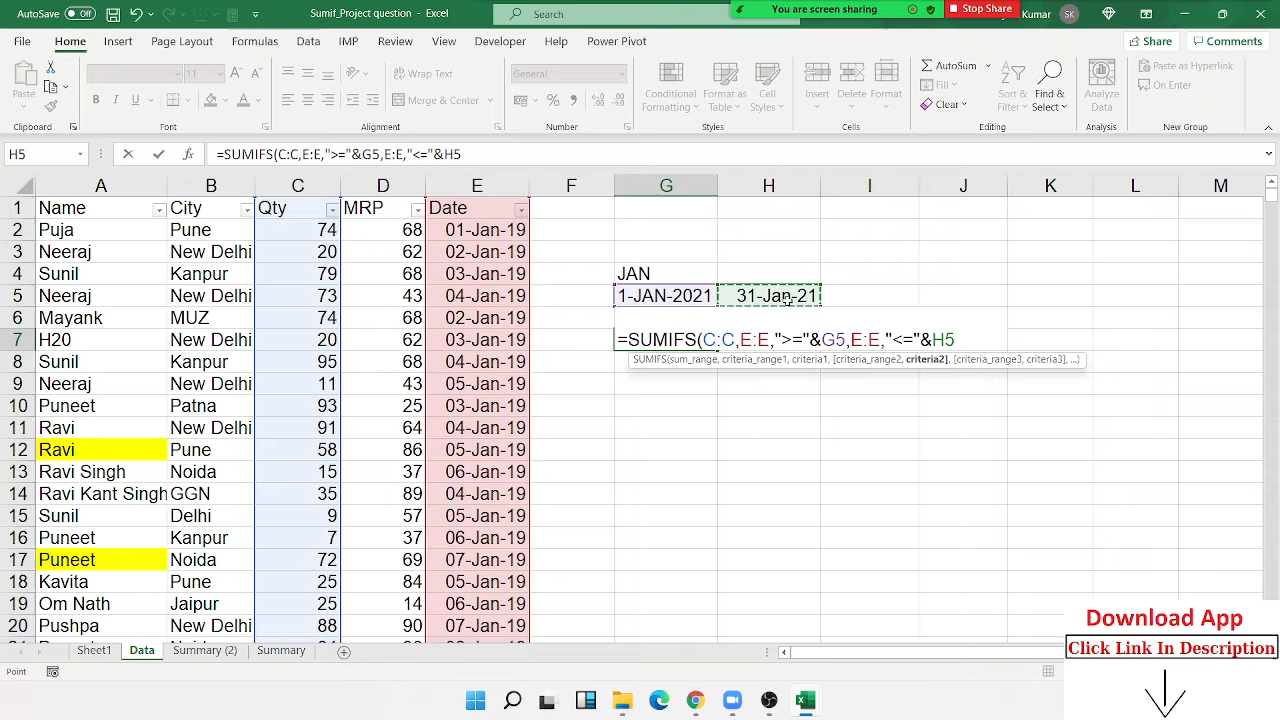 AutoSave Off
Sumif_Project question - Excel
Search
You are screen sharing
Stop Share
Kumar SK
File Home Insert Page Layout Formulas Data IMP Review View Developer Help Power Pivot
Share Comments
Paste
11
Wrap Text
General
Merge & Center
Conditional Formatting
Format as Table
Cell Styles
Insert Delete Format
AutoSum
Fill
Clear
Sort & Filter
Find & Select
Analyze Data
Paste as Hyperlink
On Enter
Clipboard Font Alignment Number Styles Cells Editing Analysis New Group
H5 fx =SUMIFS(C:C,E:E,">="&G5,E:E,"<="&H5
A B C D E F G H I J K L M
1 Name City Qty MRP Date
2 Puja Pune 74 68 01-Jan-19
3 Neeraj New Delhi 20 62 02-Jan-19
4 Sunil Kanpur 79 68 03-Jan-19 JAN
5 Neeraj New Delhi 73 43 04-Jan-19 1-JAN-2021 31-Jan-21
6 Mayank MUZ 74 68 02-Jan-19
7 H20 New Delhi 20 62 03-Jan-19 =SUMIFS(C:C,E:E,">="&G5,E:E,"<="&H5
SUMIFS(sum_range, criteria_range1, criteria1, [criteria_range2, criteria2], [criteria_range3, criteria3], ...)
8 Sunil Kanpur 95 68 04-Jan-19
9 Neeraj New Delhi 11 43 05-Jan-19
10 Puneet Patna 93 25 03-Jan-19
11 Ravi New Delhi 91 64 04-Jan-19
12 Ravi Pune 58 86 05-Jan-19
13 Ravi Singh Noida 15 37 06-Jan-19
14 Ravi Kant Singh GGN 35 89 04-Jan-19
15 Sunil Delhi 9 57 05-Jan-19
16 Puneet Kanpur 7 37 06-Jan-19
17 Puneet Noida 72 69 07-Jan-19
18 Kavita Pune 25 84 05-Jan-19
19 Om Nath Jaipur 25 14 06-Jan-19
20 Pushpa New Delhi 88 90 07-Jan-19
Download App
Click Link In Description
Sheet1 Data Summary (2) Summary
Point